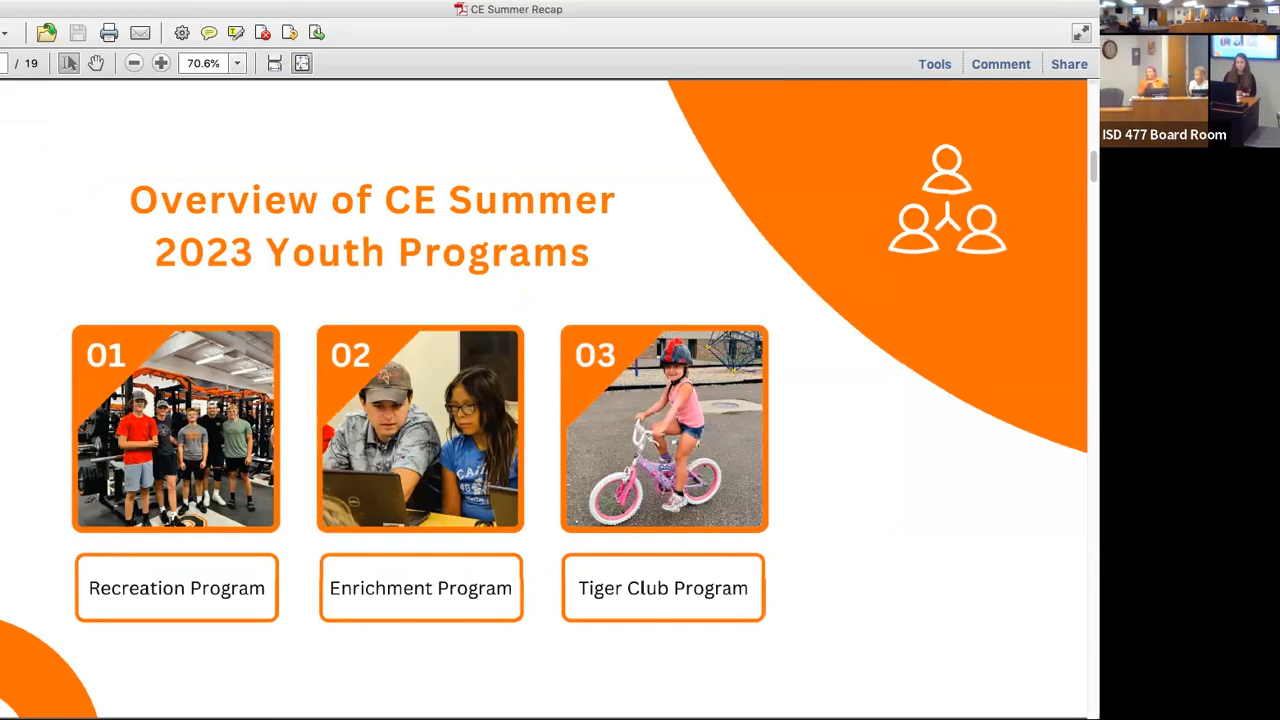 CE Summer Recap
/ 19
70.6%
Tools
Comment
Share
ISD 477 Board Room
Overview of CE Summer
2023 Youth Programs
01
02
03
DELL
Recreation Program
Enrichment Program
Tiger Club Program